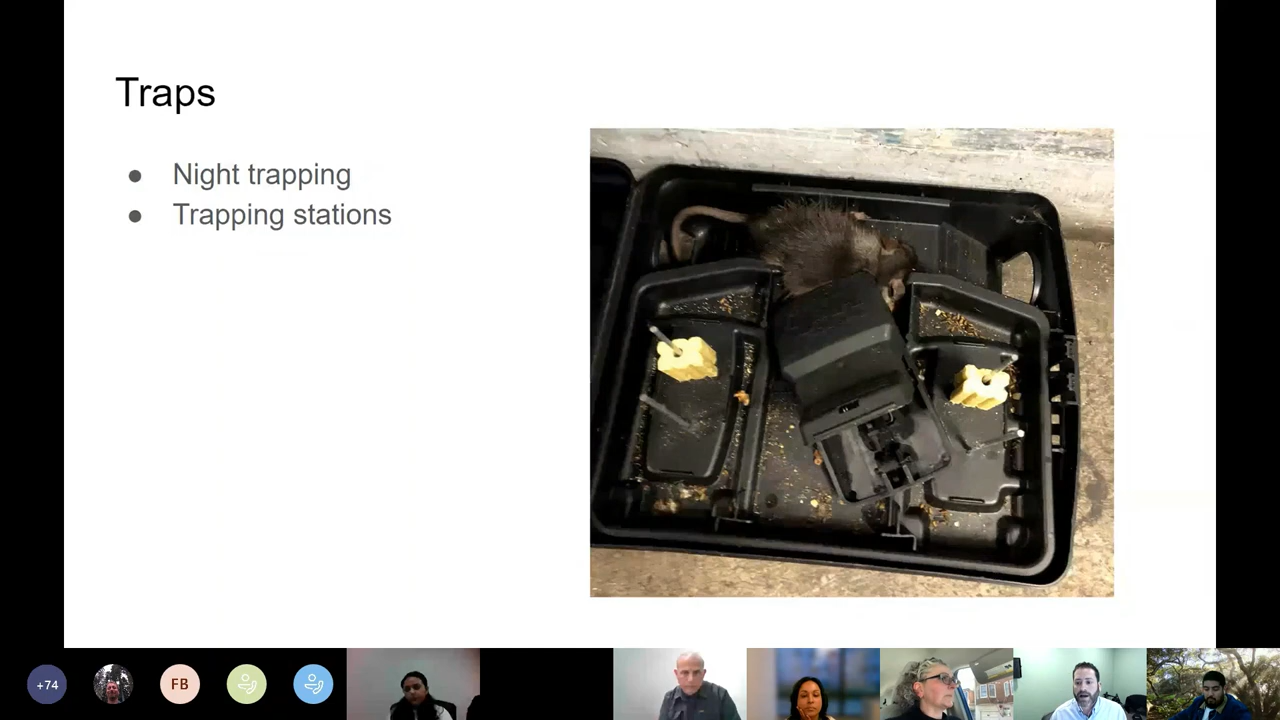 Traps
● Night trapping
● Trapping stations
+74
FB